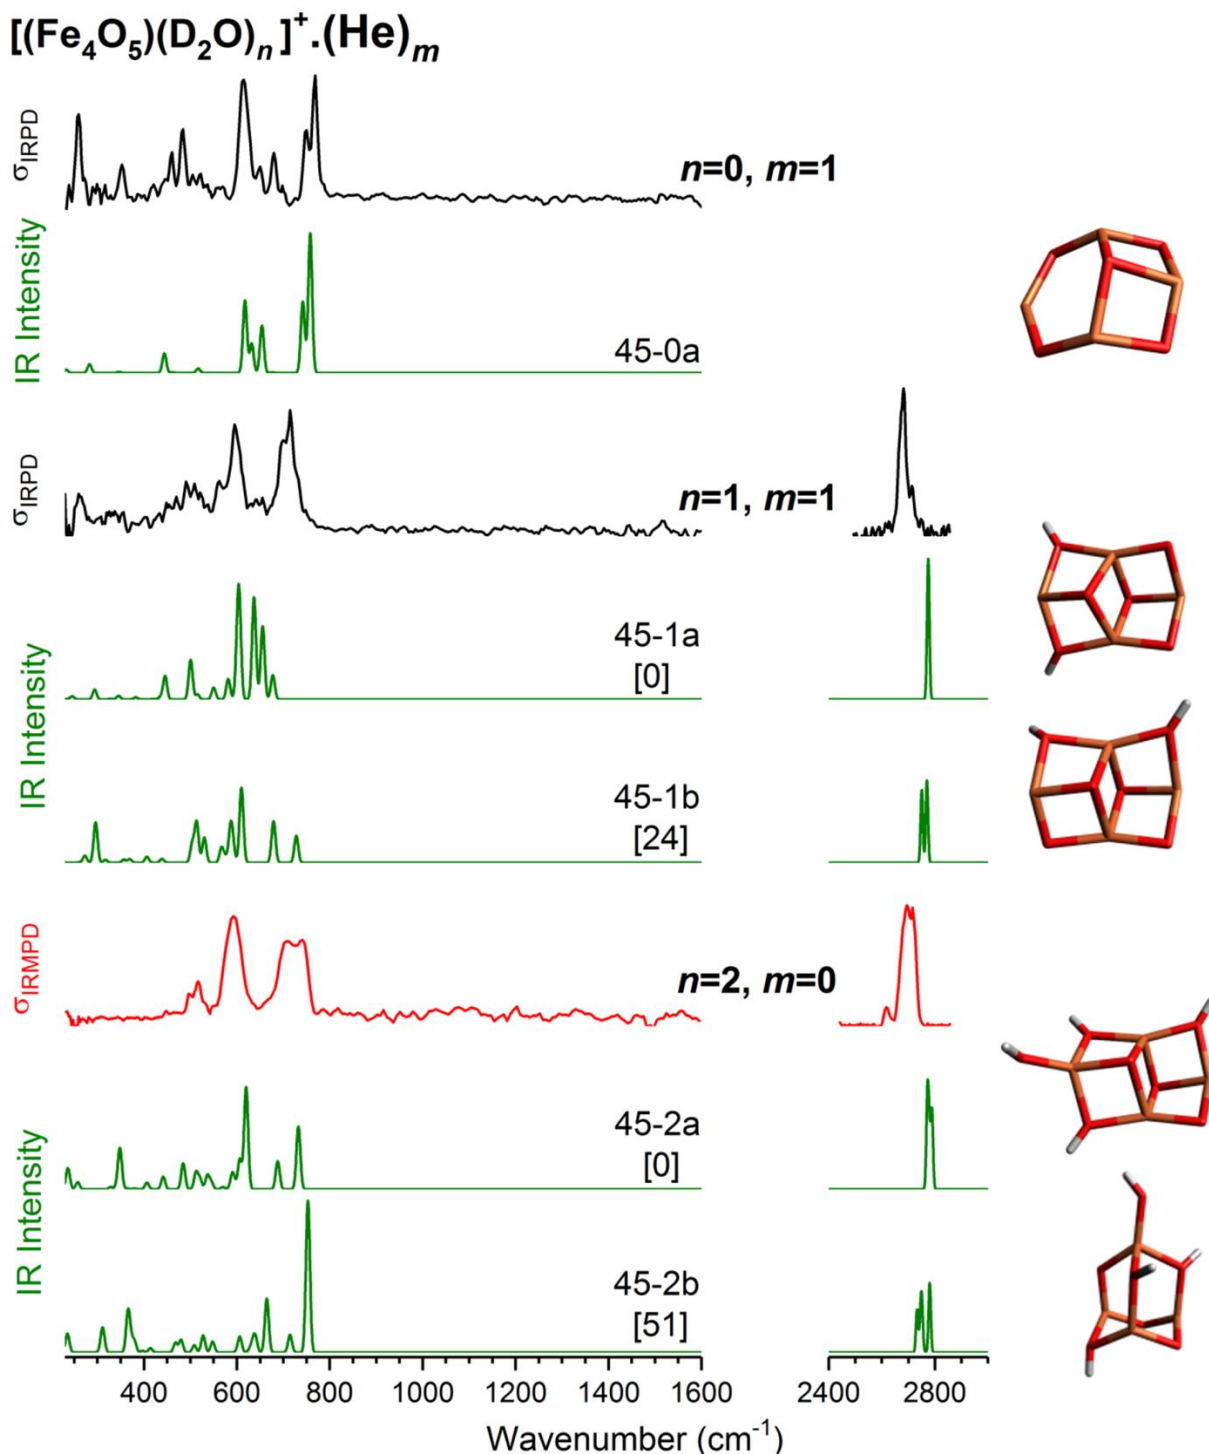 [(Fe₄O₅)(D₂O)ₙ]⁺.(He)ₘ
σIRPD
n=0, m=1
IR Intensity
45-0a
σIRPD
n=1, m=1
IR Intensity
45-1a
[0]
45-1b
[24]
σIRMPD
n=2, m=0
IR Intensity
45-2a
[0]
45-2b
[51]
400 600 800 1000 1200 1400 1600 2400 2800
Wavenumber (cm⁻¹)